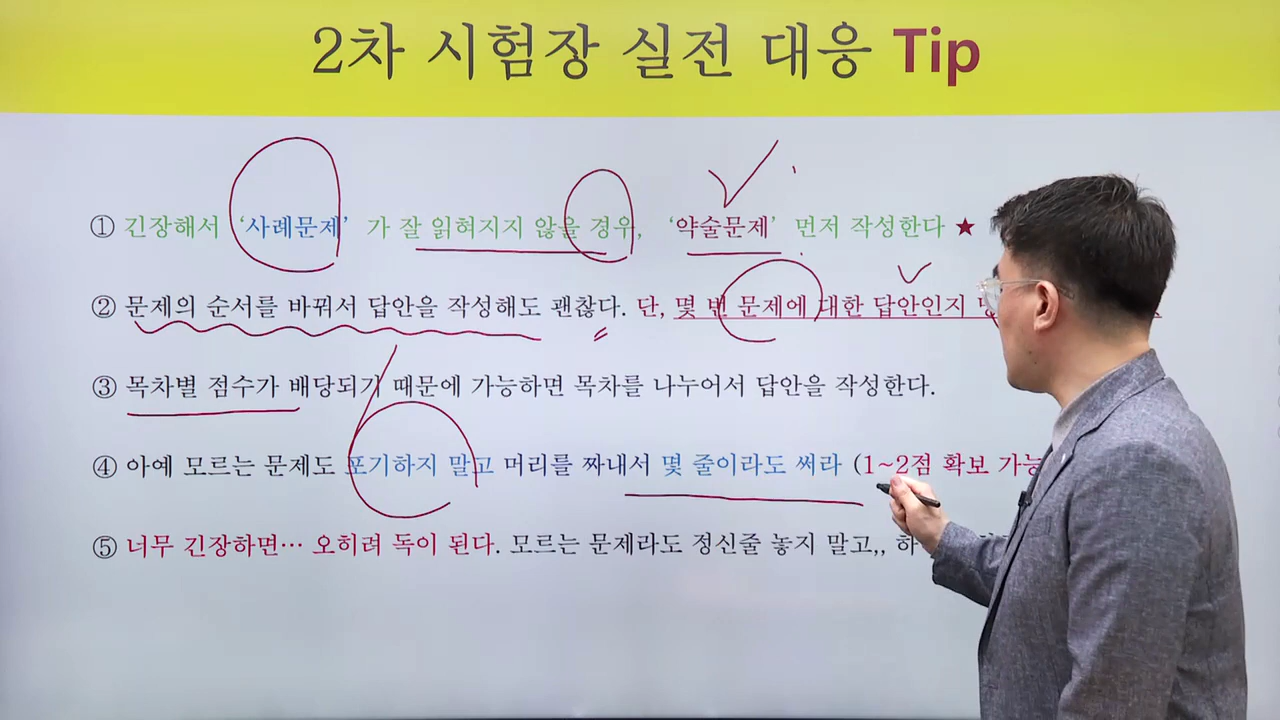 2차 시험장 실전 대응 Tip
① 긴장해서 ‘사례문제’ 가 잘 읽혀지지 않을 경우, ‘약술문제’ 먼저 작성한다 ★
② 문제의 순서를 바꿔서 답안을 작성해도 괜찮다. 단, 몇 번 문제에 대한 답안인지
③ 목차별 점수가 배당되기 때문에 가능하면 목차를 나누어서 답안을 작성한다.
④ 아예 모르는 문제도 포기하지 말고 머리를 짜내서 몇 줄이라도 써라 (1~2점 확보 가능
⑤ 너무 긴장하면… 오히려 독이 된다. 모르는 문제라도 정신줄 놓지 말고,, 하